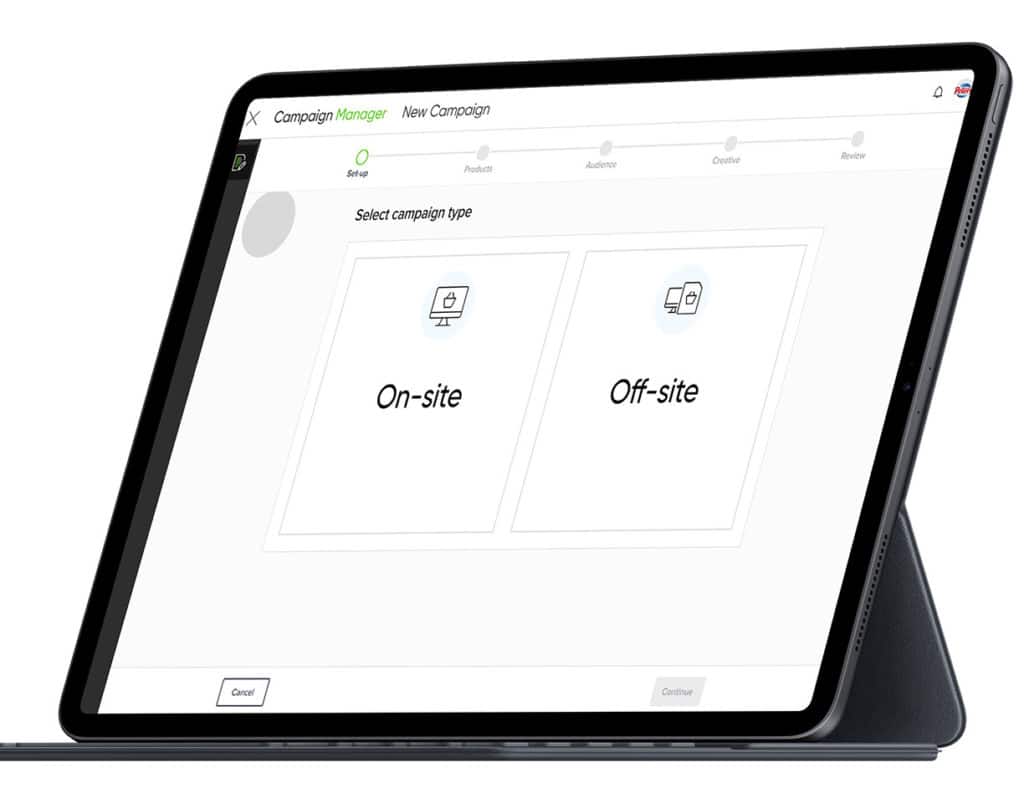 Campaign Manager New Campaign
Set-up
Products
Audience
Creative
Review
Select campaign type
On-site
Off-site
Cancel
Continue